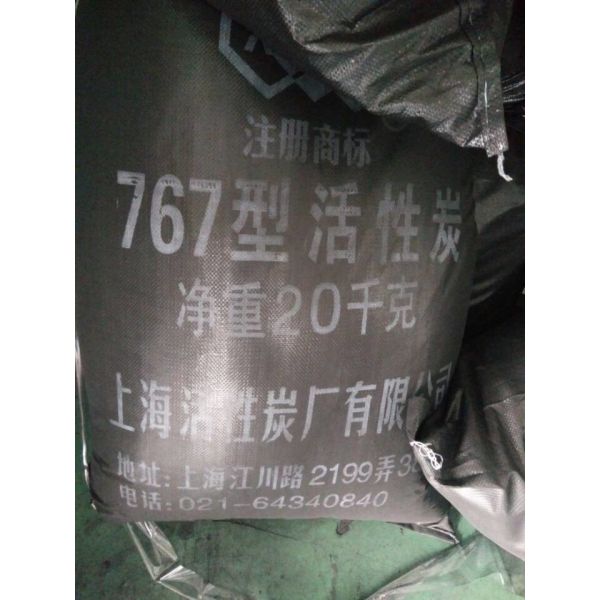 注册商标
767型活性炭
净重20千克
上海活性炭厂有限公司
地址:上海江川路2199弄
电话:021-64340840